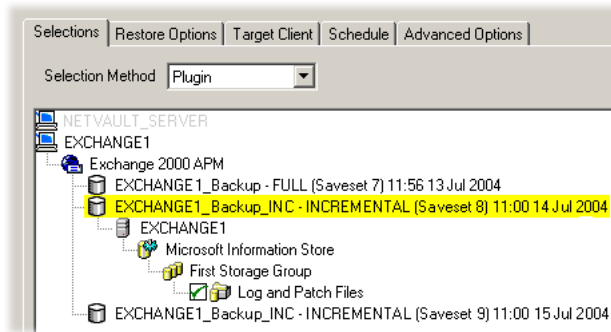 Selections Restore Options Target Client Schedule Advanced Options
Selection Method Plugin
NETVAULT_SERVER
EXCHANGE1
Exchange 2000 APM
EXCHANGE1_Backup - FULL (Saveset 7) 11:56 13 Jul 2004
EXCHANGE1_Backup_INC - INCREMENTAL (Saveset 8) 11:00 14 Jul 2004
EXCHANGE1
Microsoft Information Store
First Storage Group
Log and Patch Files
EXCHANGE1_Backup_INC - INCREMENTAL (Saveset 9) 11:00 15 Jul 2004